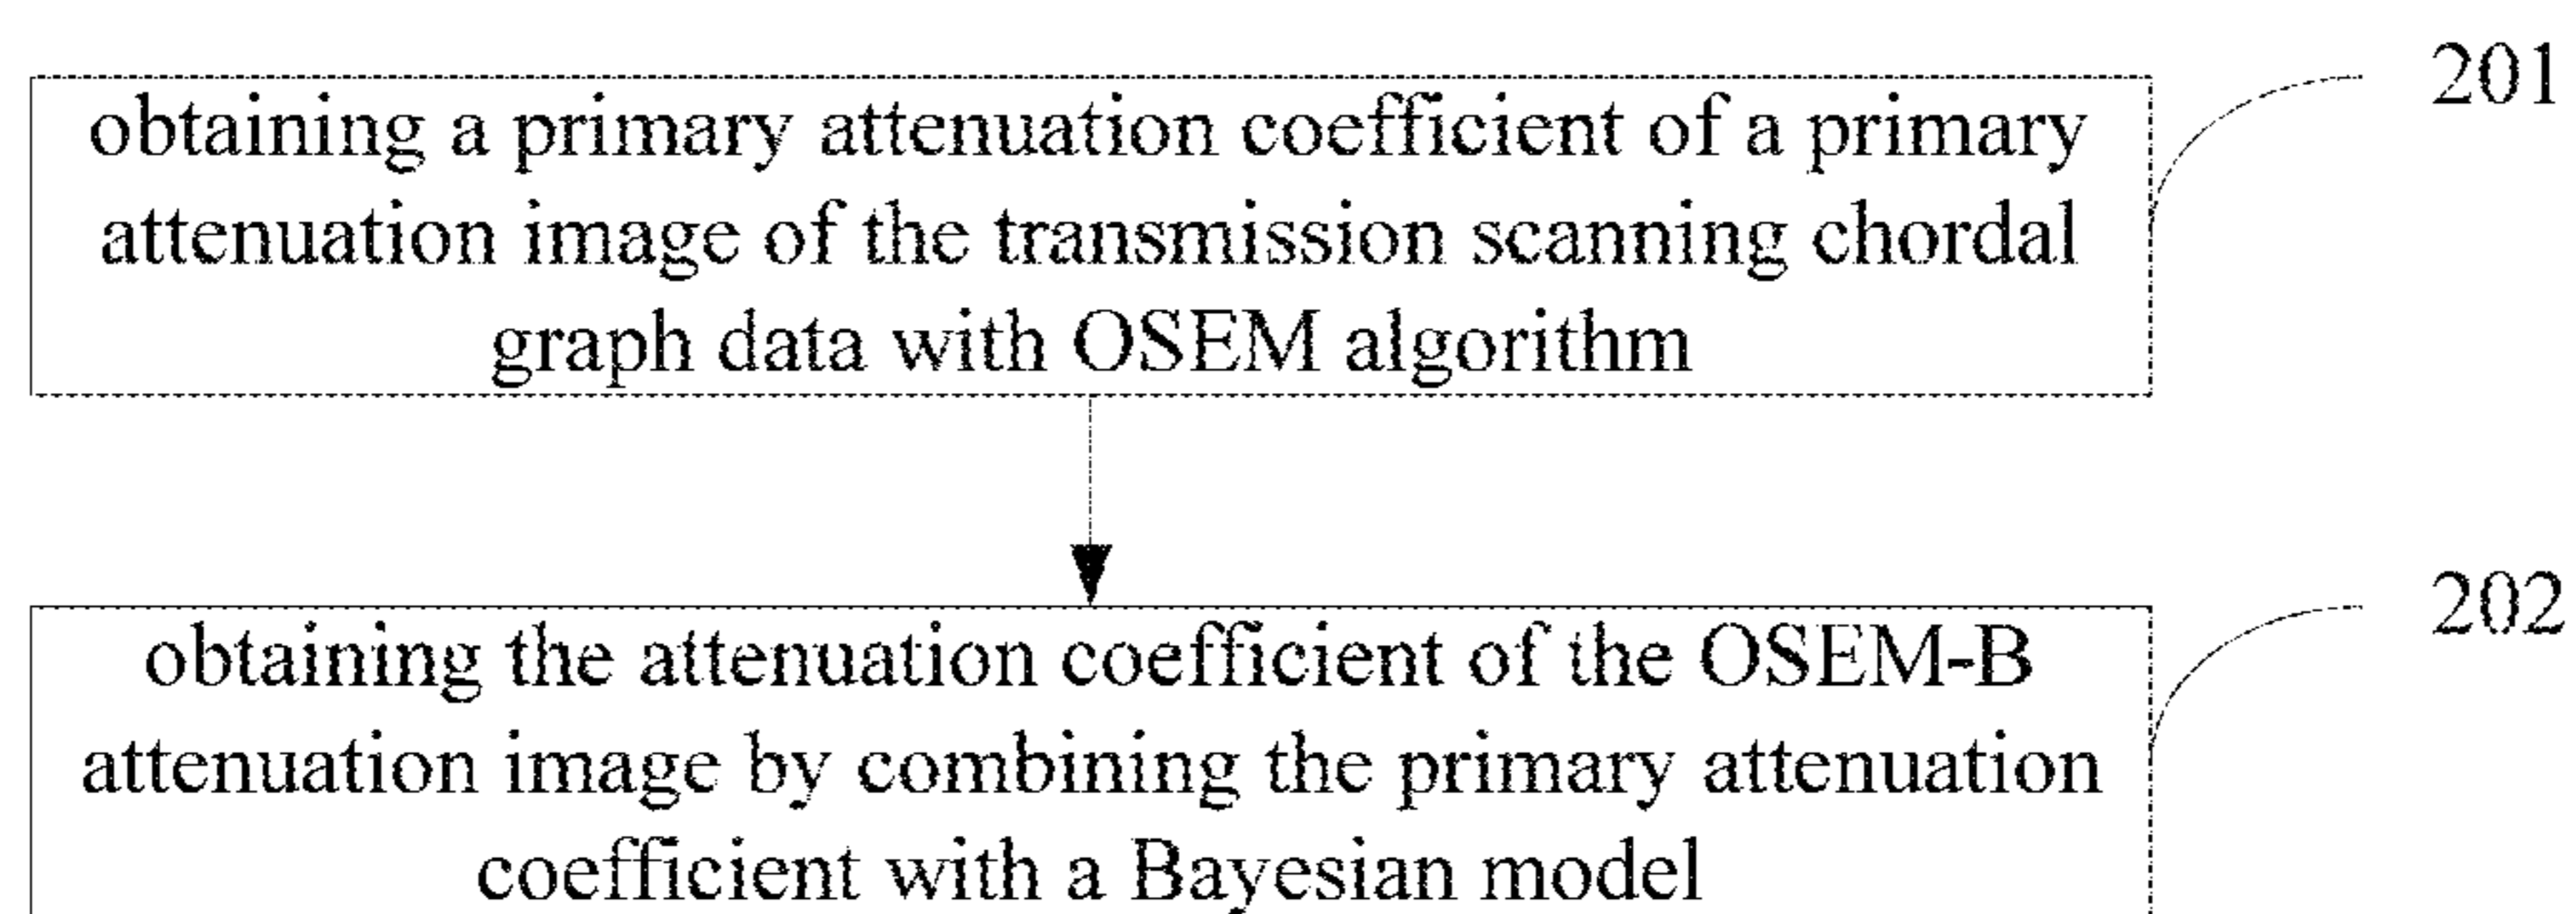 201
obtaining a primary attenuation coefficient of a primary
attenuation image of the transmission scanning chordal
graph data with OSEM algorithm
202
obtaining the attenuation coefficient of the OSEM-B
attenuation image by combining the primary attenuation
coefficient with a Bayesian model